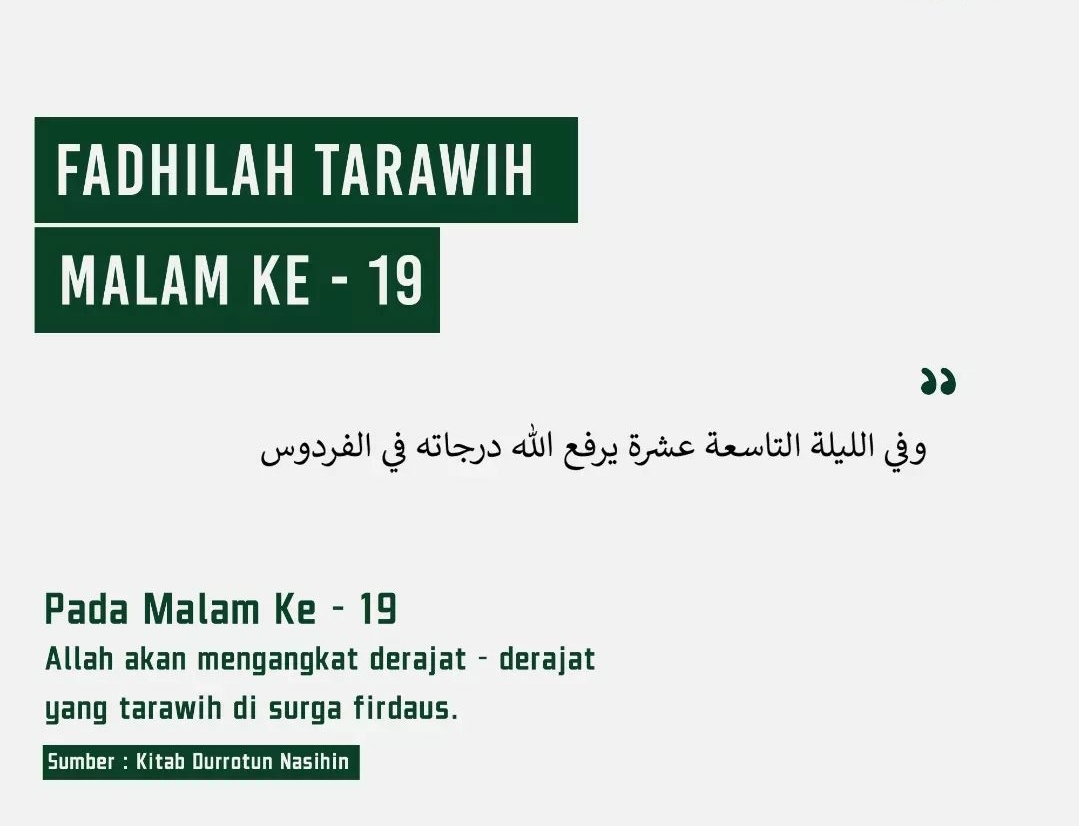 FADHILAH TARAWIH
MALAM KE - 19
”
وفي الليلة التاسعة عشرة يرفع الله درجاته في الفردوس
Pada Malam Ke - 19
Allah akan mengangkat derajat - derajat
yang tarawih di surga firdaus.
Sumber : Kitab Durrotun Nasihin